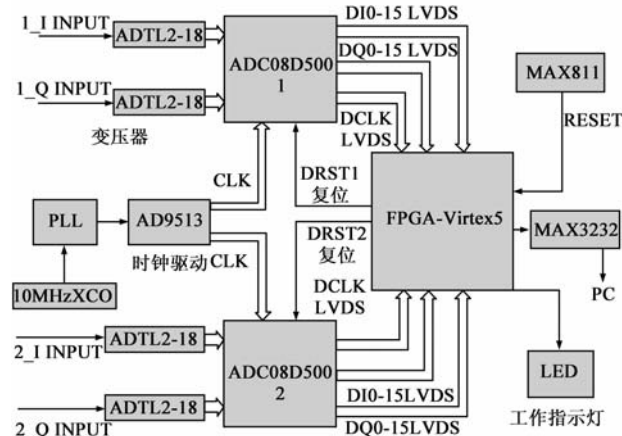 1_I INPUT
ADTL2-18
ADC08D500
1
DI0-15 LVDS
DQ0-15 LVDS
1_Q INPUT
ADTL2-18
变压器
DCLK
LVDS
MAX811
RESET
CLK
DRST1
复位
FPGA-Virtex5
PLL
AD9513
时钟驱动
CLK
DRST2
复位
MAX3232
PC
10MHzXCO
DCLK
LVDS
2_I INPUT
ADTL2-18
ADC08D500
2
LED
工作指示灯
DI0-15LVDS
DQ0-15LVDS
2_Q INPUT
ADTL2-18